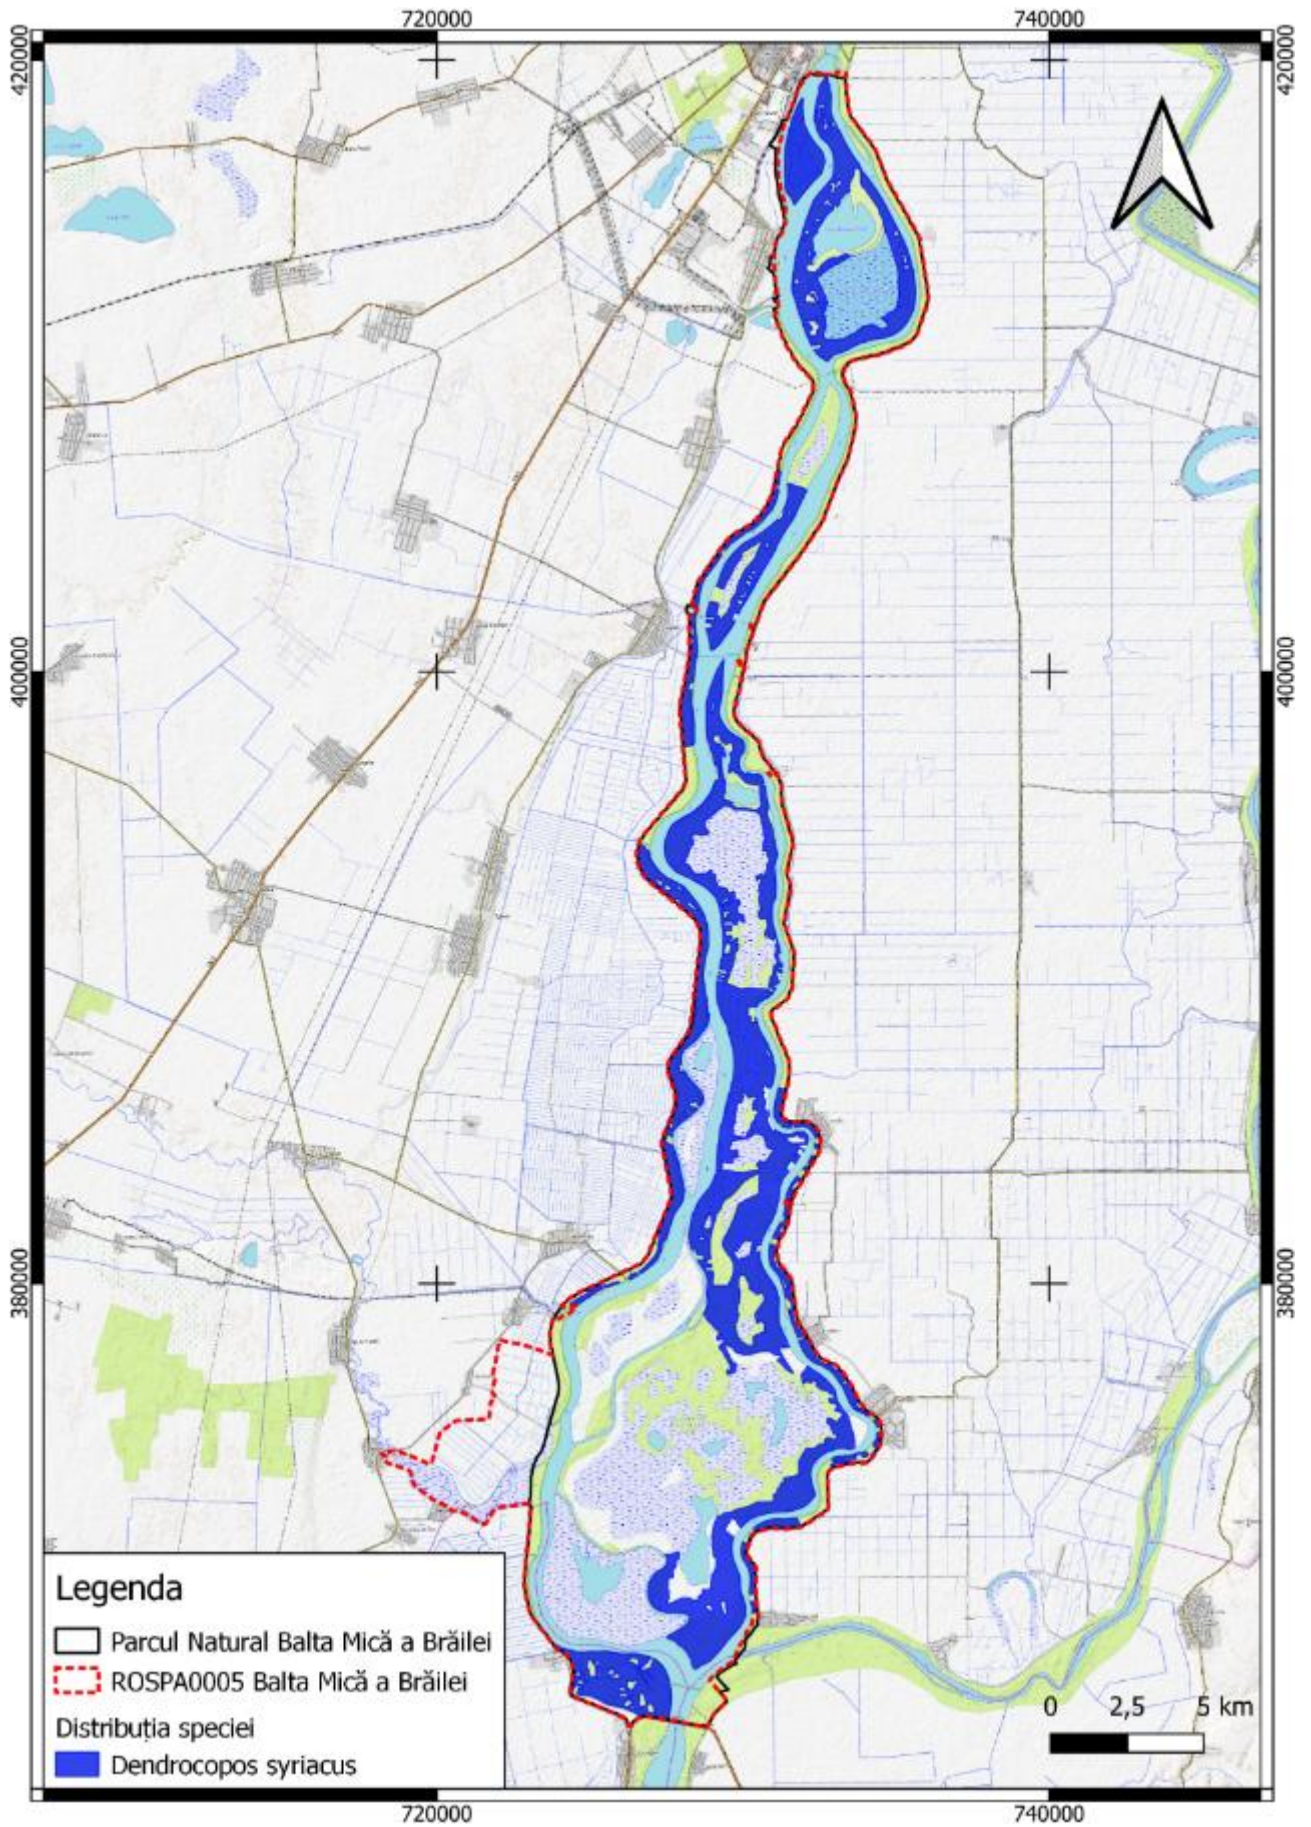 720000
740000
420000
420000
400000
400000
380000
380000
Legenda
Parcul Natural Balta Mică a Brăilei
ROSPA0005 Balta Mică a Brăilei
Distribuția speciei
Dendrocopos syriacus
0 2,5 5 km
720000
740000